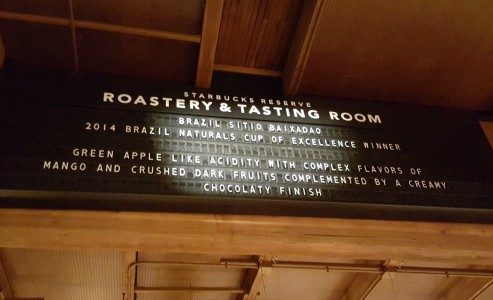 STARBUCKS RESERVE
ROASTERY & TASTING ROOM
BRAZIL SITIO BAIXADAO
2014 BRAZIL NATURALS CUP OF EXCELLENCE WINNER
GREEN APPLE LIKE ACIDITY WITH COMPLEX FLAVORS OF
MANGO AND CRUSHED DARK FRUITS COMPLEMENTED BY A CREAMY
CHOCOLATY FINISH